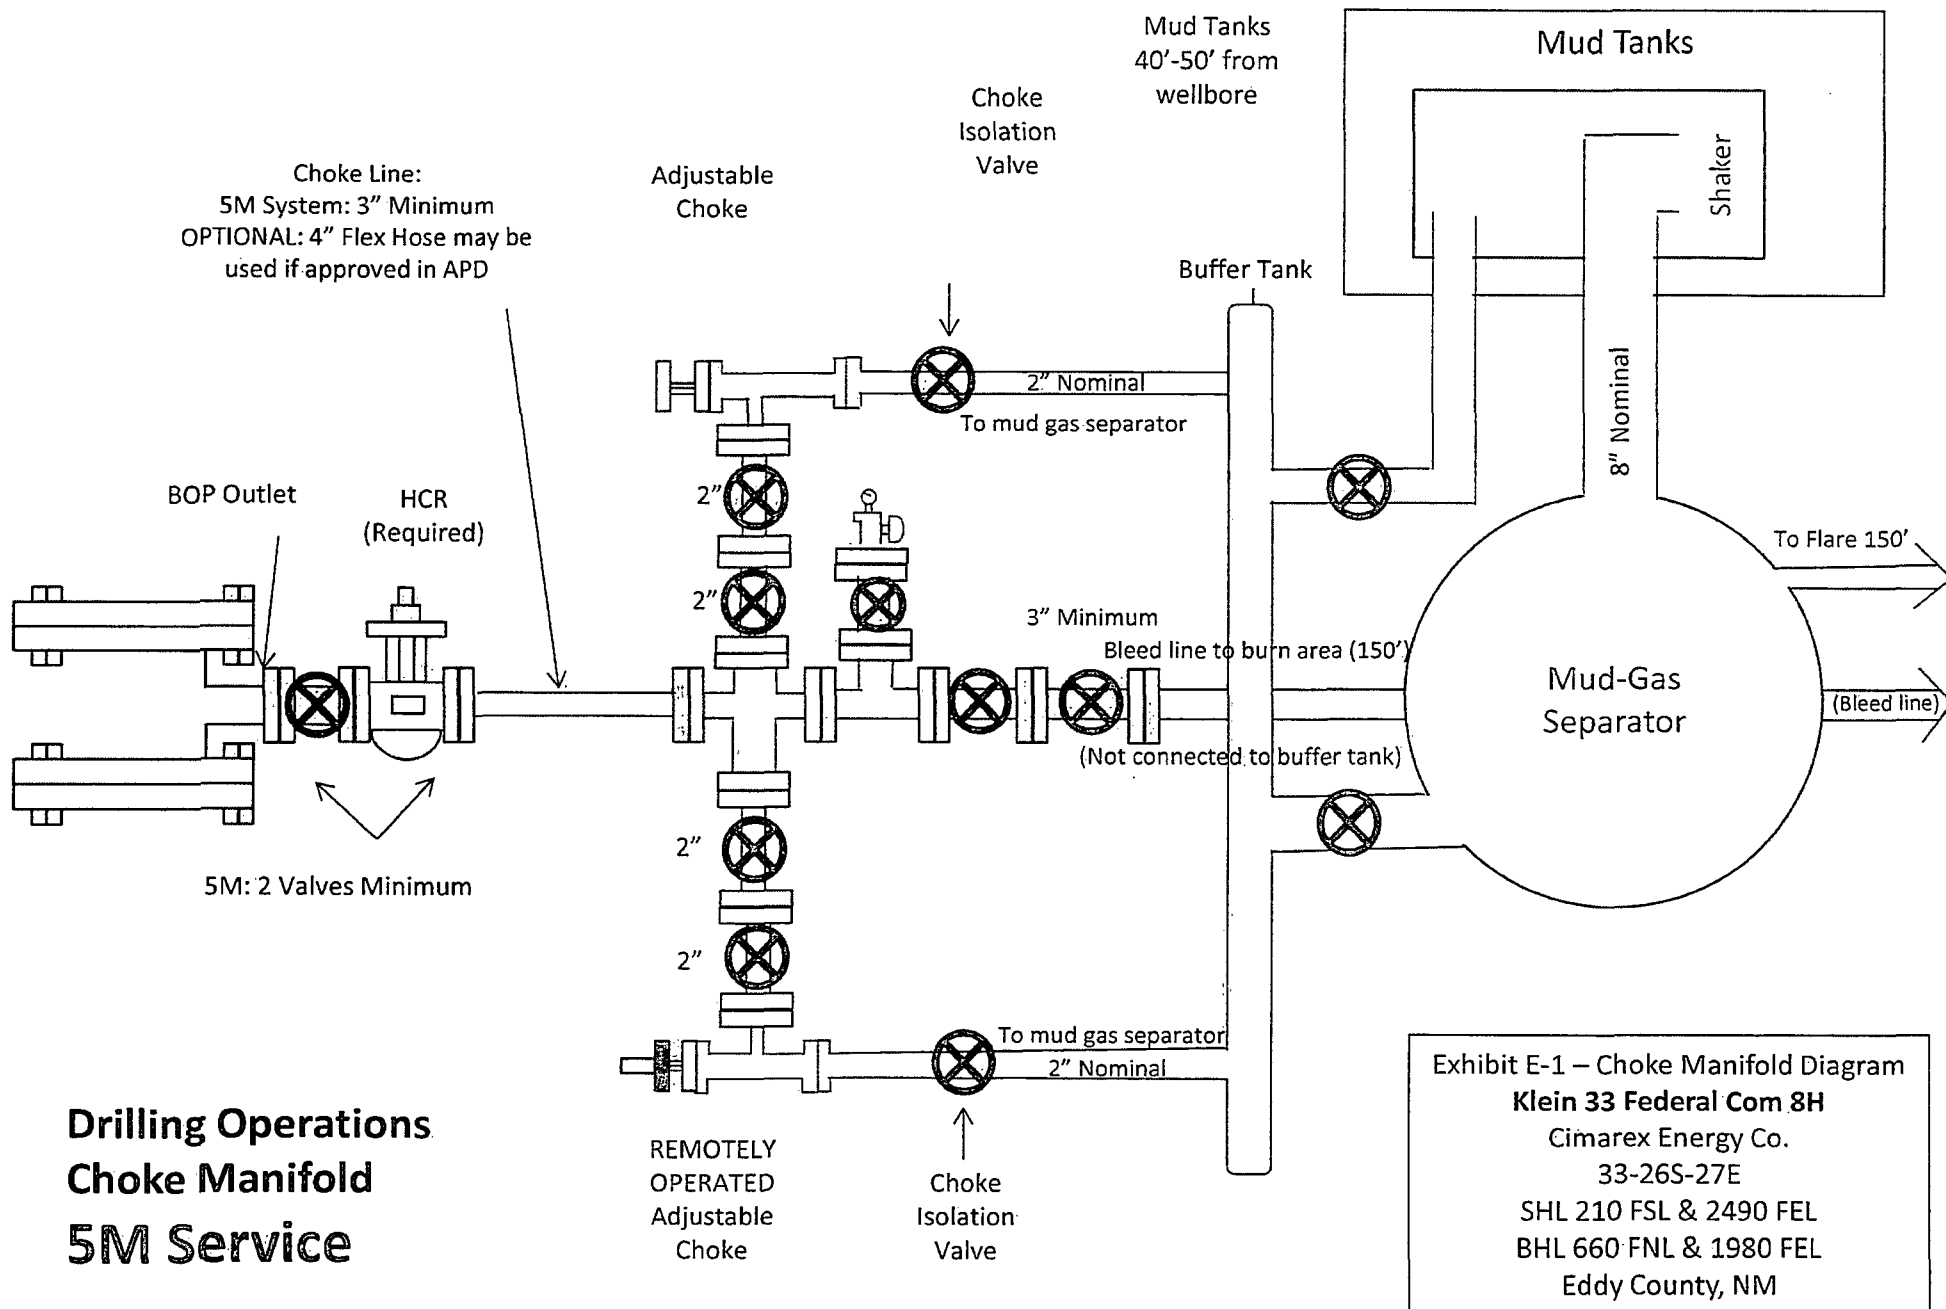 Mud Tanks
40'-50' from
wellbore
Mud Tanks
Shaker
Choke
Isolation
Valve
Choke Line:
5M System: 3" Minimum
OPTIONAL: 4" Flex Hose may be
used if approved in APD
Adjustable
Choke
Buffer Tank
2" Nominal
To mud gas separator
8" Nominal
BOP Outlet
HCR
(Required)
2"
2"
To Flare 150'
3" Minimum
Bleed line to burn area (150')
Mud-Gas
Separator
(Bleed line)
(Not connected to buffer tank)
5M: 2 Valves Minimum
2"
2"
To mud gas separator
2" Nominal
REMOTELY
OPERATED
Adjustable
Choke
Choke
Isolation
Valve
Drilling Operations
Choke Manifold
5M Service
Exhibit E-1 – Choke Manifold Diagram
Klein 33 Federal Com 8H
Cimarex Energy Co.
33-26S-27E
SHL 210 FSL & 2490 FEL
BHL 660 FNL & 1980 FEL
Eddy County, NM